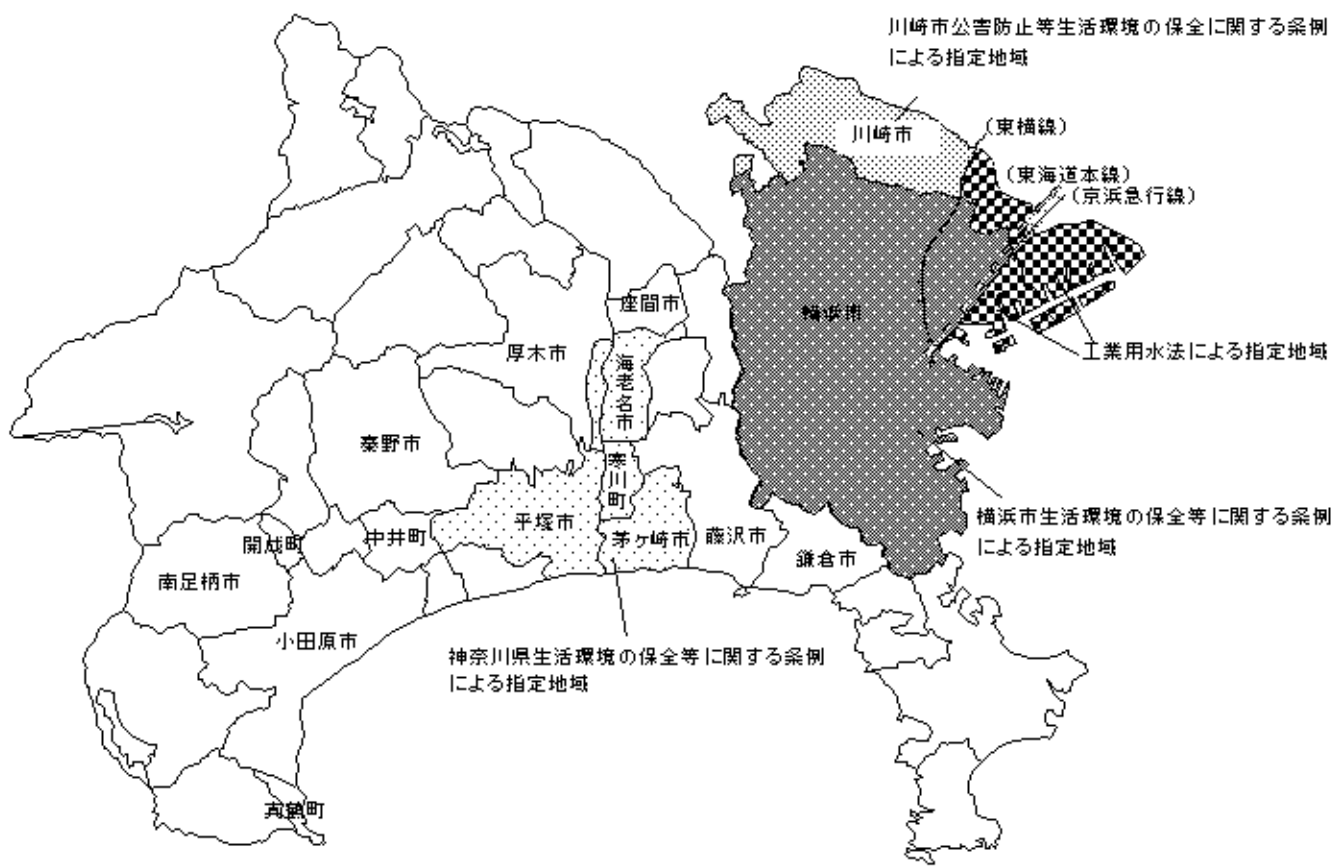 川崎市公害防止等生活環境の保全に関する条例
による指定地域
川崎市
（東横線）
（東海道本線）
（京浜急行線）
座間市
横浜市
厚木市
工業用水法による指定地域
海老名市
秦野市
寒川町
平塚市
横浜市生活環境の保全等に関する条例
による指定地域
開成町
中井町
茅ヶ崎市
藤沢市
鎌倉市
南足柄市
小田原市
神奈川県生活環境の保全等に関する条例
による指定地域
真鶴町